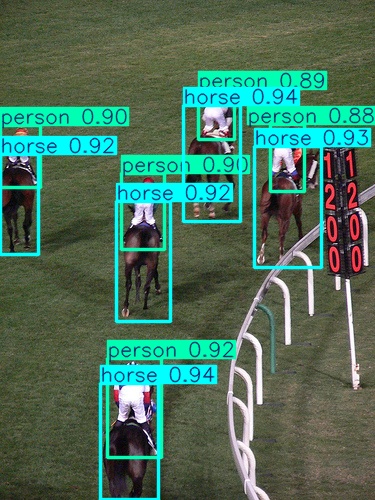 person 0.89
horse 0.94
person 0.90
person 0.88
horse 0.92
horse 0.93
person 0.90
horse 0.92
1 1
2 2
0 0
0 0
person 0.92
horse 0.94